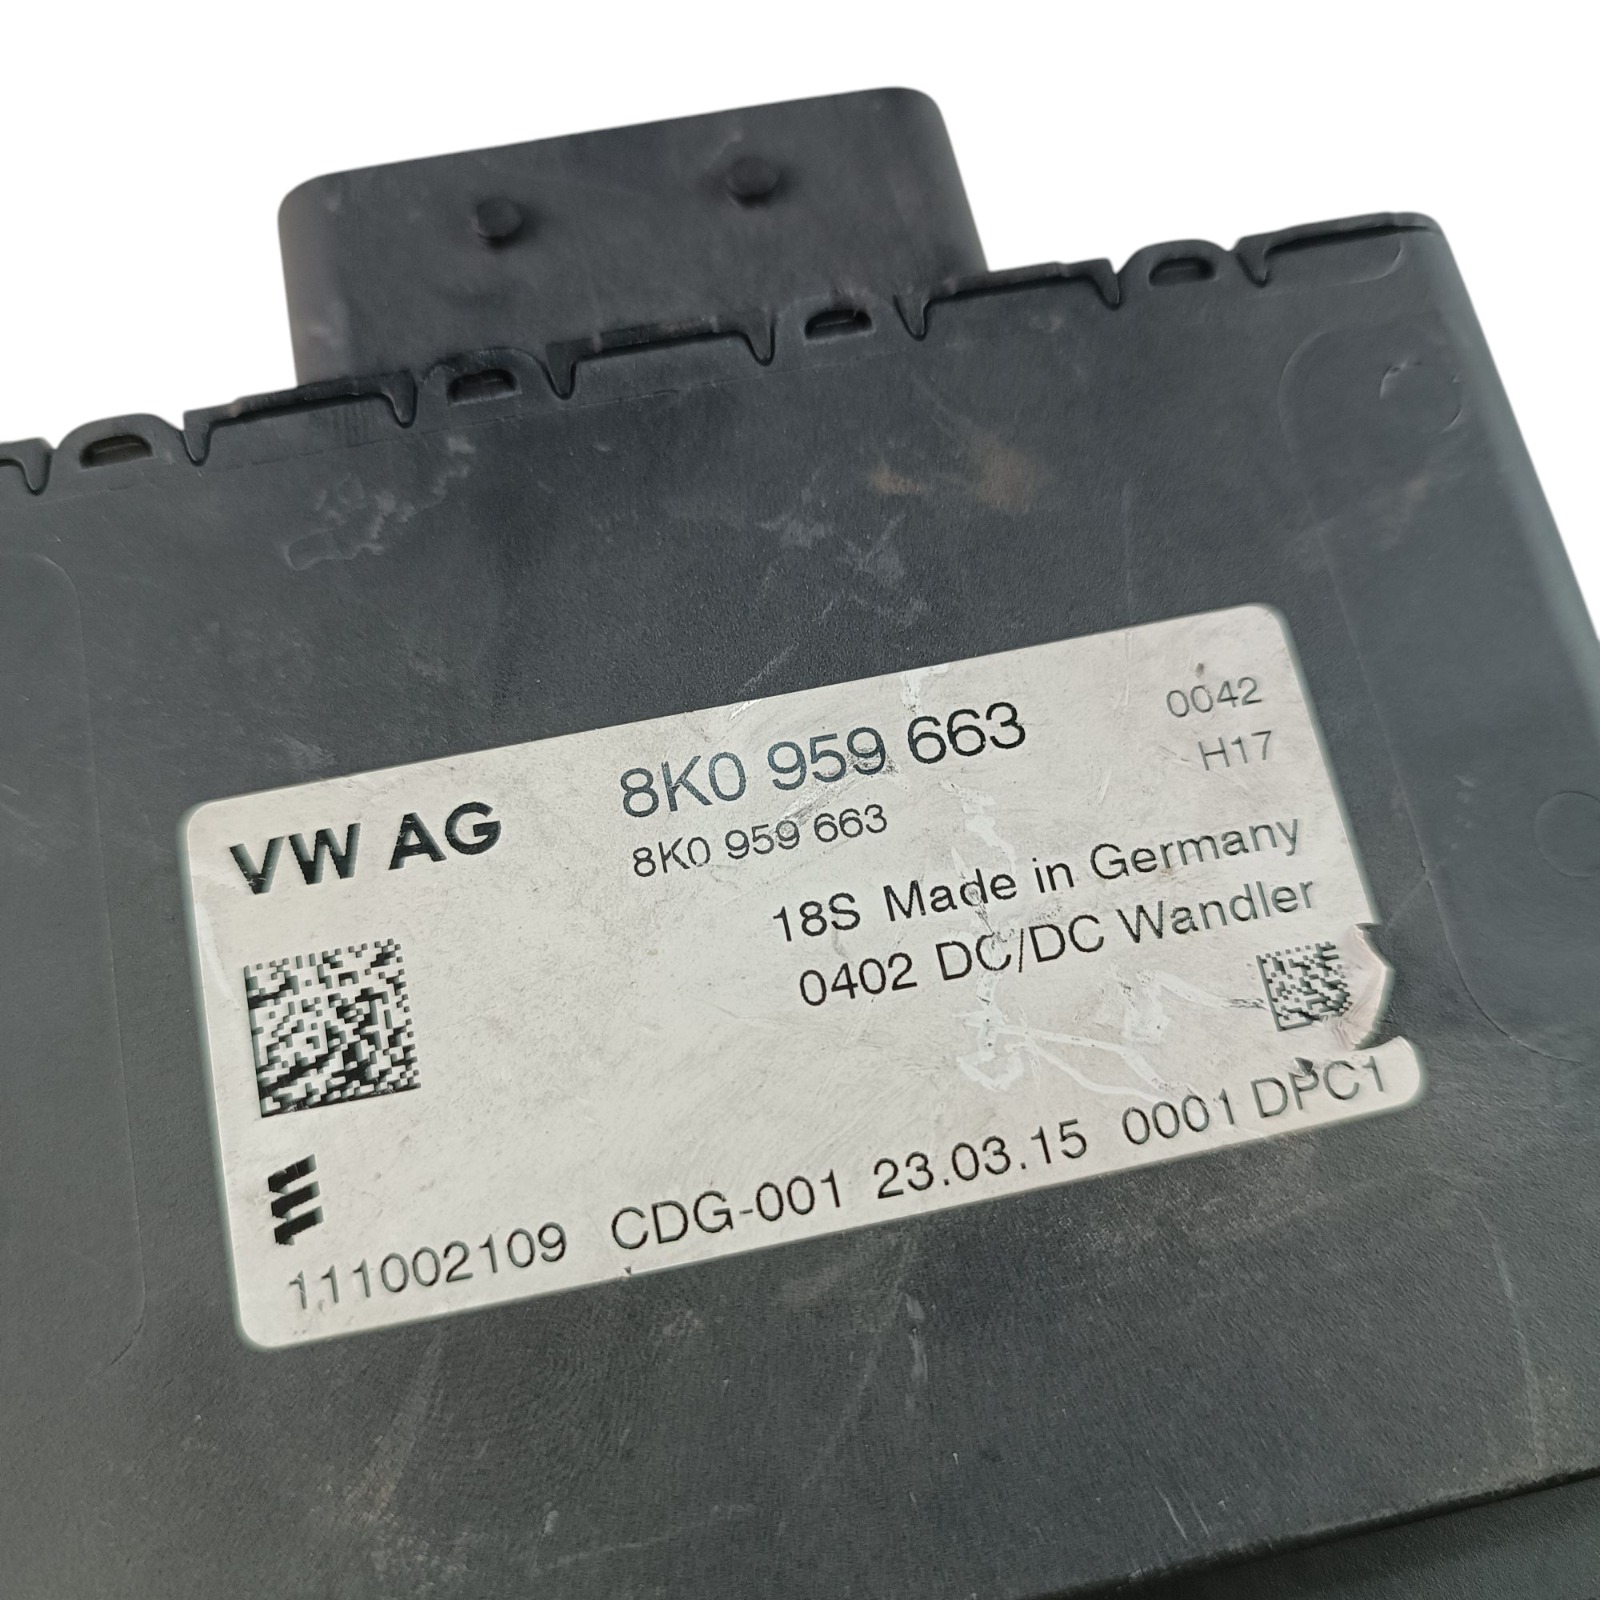 VW AG 8K0 959 663 0042
8K0 959 663 H17
18S Made in Germany
0402 DC/DC Wandler
111002109 CDG-001 23.03.15 0001 DPC1